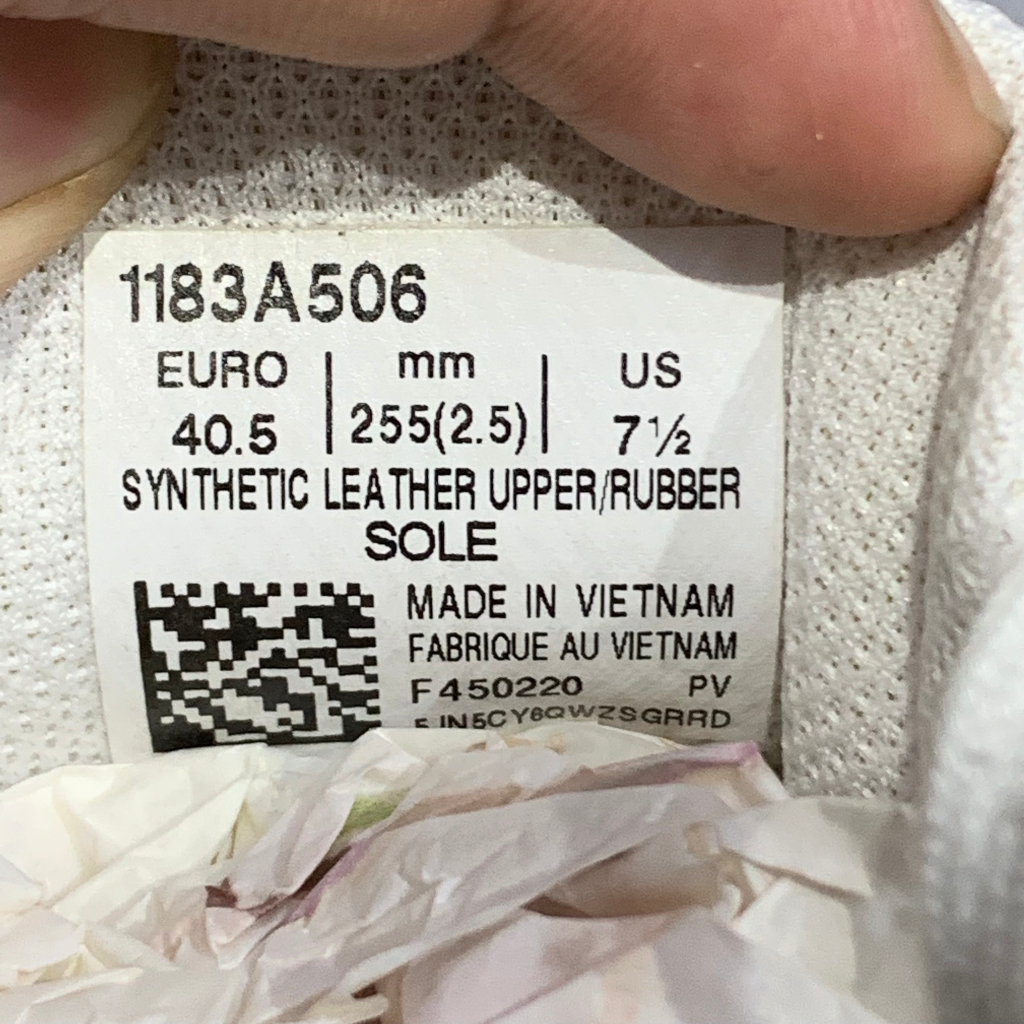 1183A506
EURO | mm | US
40.5 | 255(2.5) | 7½
SYNTHETIC LEATHER UPPER/RUBBER
SOLE
MADE IN VIETNAM
FABRIQUE AU VIETNAM
F450220 PV